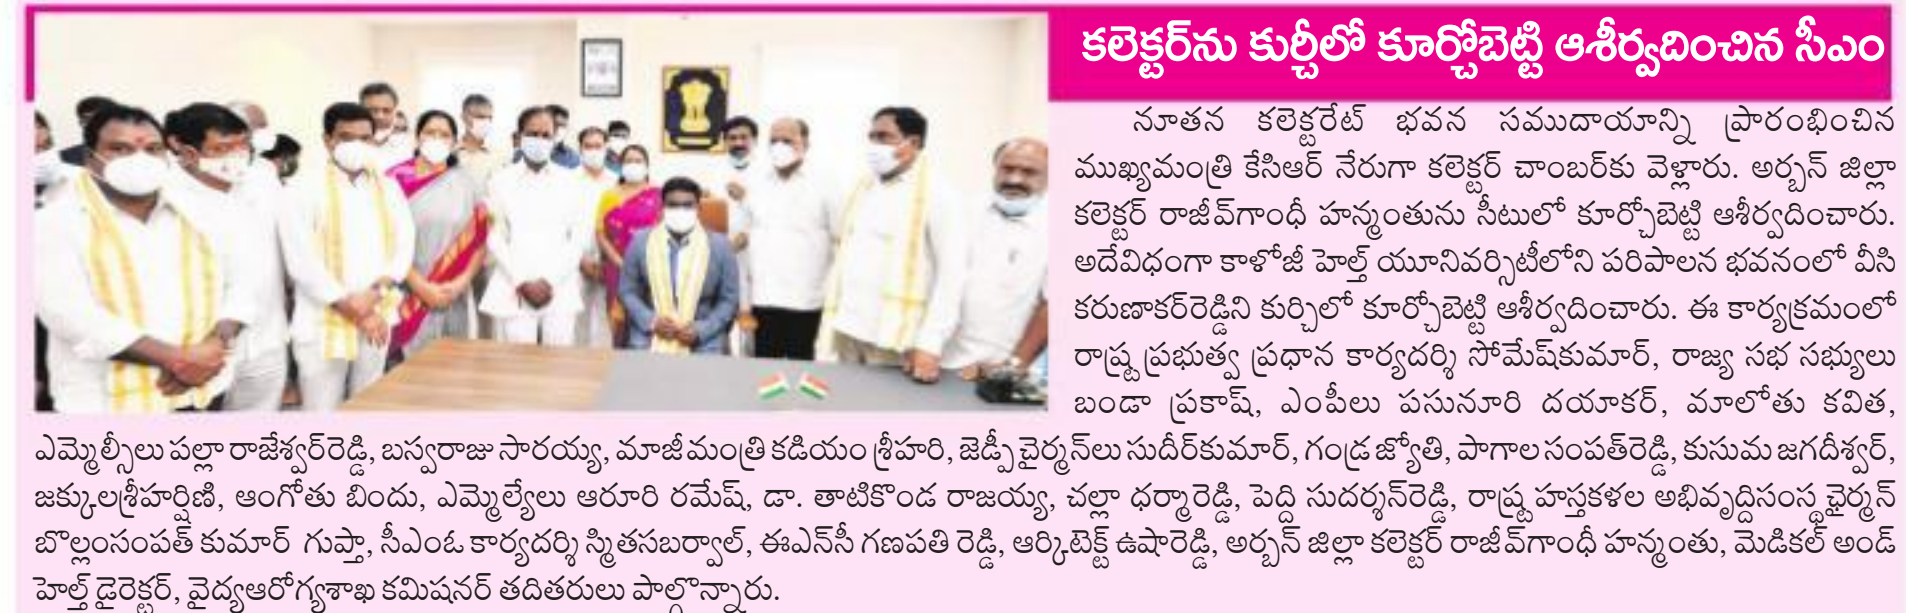 కలెక్టర్‌ను కుర్చీలో కూర్చోబెట్టి ఆశీర్వదించిన సీఎం
నూతన కలెక్టరేట్ భవన సముదాయాన్ని ప్రారంభించిన
ముఖ్యమంత్రి కేసిఆర్ నేరుగా కలెక్టర్ చాంబర్‌కు వెళ్లారు. అర్బన్ జిల్లా
కలెక్టర్ రాజీవ్‌గాంధీ హన్మంతును సీటులో కూర్చోబెట్టి ఆశీర్వదించారు.
అదేవిధంగా కాళోజీ హెల్త్ యూనివర్సిటీలోని పరిపాలన భవనంలో వీసి
కరుణాకర్‌రెడ్డిని కుర్చిలో కూర్చోబెట్టి ఆశీర్వదించారు. ఈ కార్యక్రమంలో
రాష్ట్ర ప్రభుత్వ ప్రధాన కార్యదర్శి సోమేష్‌కుమార్, రాజ్య సభ సభ్యులు
బండా ప్రకాష్, ఎంపీలు పసునూరి దయాకర్, మాలోతు కవిత,
ఎమ్మెల్సీలు పల్లా రాజేశ్వర్‌రెడ్డి, బస్వరాజు సారయ్య, మాజీమంత్రి కడియం శ్రీహరి, జెడ్పీ చైర్మన్‌లు సుదీర్‌కుమార్, గండ్ర జ్యోతి, పాగాల సంపత్‌రెడ్డి, కుసుమ జగదీశ్వర్,
జక్కులశ్రీహర్షిణి, ఆంగోతు బిందు, ఎమ్మెల్యేలు ఆరూరి రమేష్, డా. తాటికొండ రాజయ్య, చల్లా ధర్మారెడ్డి, పెద్ది సుదర్శన్‌రెడ్డి, రాష్ట్ర హస్తకళల అభివృద్దిసంస్థ ఛైర్మన్
బొల్లంసంపత్ కుమార్ గుప్తా, సీఎంఓ కార్యదర్శి స్మితసబర్వాల్, ఈఎన్‌సీ గణపతి రెడ్డి, ఆర్కిటెక్ట్ ఉషారెడ్డి, అర్బన్ జిల్లా కలెక్టర్ రాజీవ్‌గాంధీ హన్మంతు, మెడికల్ అండ్
హెల్త్ డైరెక్టర్, వైద్యఆరోగ్యశాఖ కమిషనర్ తదితరులు పాల్గొన్నారు.